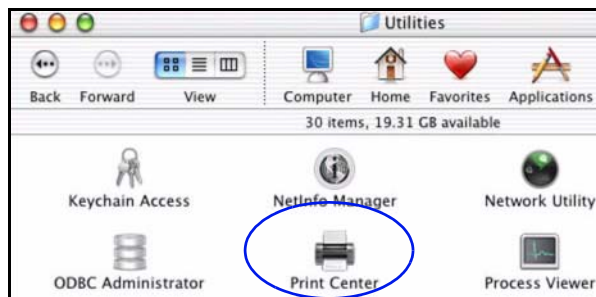 Utilities
Back Forward View Computer Home Favorites Applications
30 items, 19.31 GB available
Keychain Access NetInfo Manager Network Utility
ODBC Administrator Print Center Process Viewer